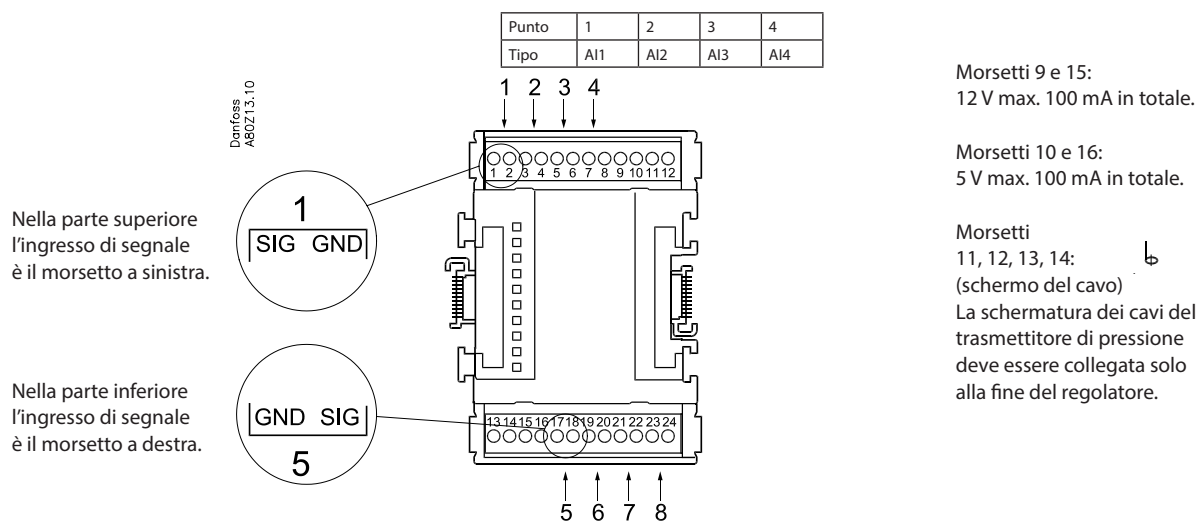 Punto 1 2 3 4
Tipo AI1 AI2 AI3 AI4
1 2 3 4
Danfoss
A80Z13.10
1 2 3 4 5 6 7 8 9 10 11 12
Nella parte superiore
l'ingresso di segnale
è il morsetto a sinistra.
1
SIG GND
Nella parte inferiore
l'ingresso di segnale
è il morsetto a destra.
GND SIG
5
13 14 15 16 17 18 19 20 21 22 23 24
5 6 7 8
Morsetti 9 e 15:
12 V max. 100 mA in totale.
Morsetti 10 e 16:
5 V max. 100 mA in totale.
Morsetti
11, 12, 13, 14:
(schermo del cavo)
La schermatura dei cavi del
trasmettitore di pressione
deve essere collegata solo
alla fine del regolatore.